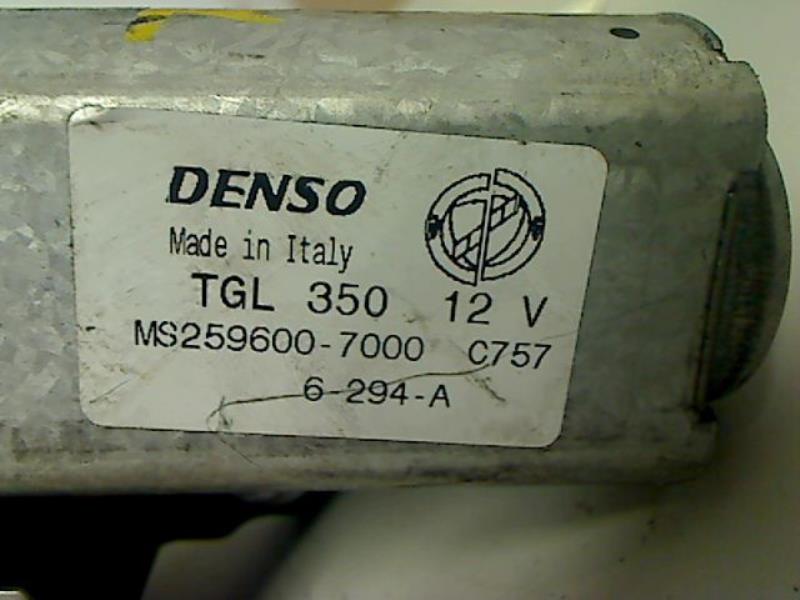 DENSO
Made in Italy
TGL 350 12 V
MS259600-7000 C757
6-294-A